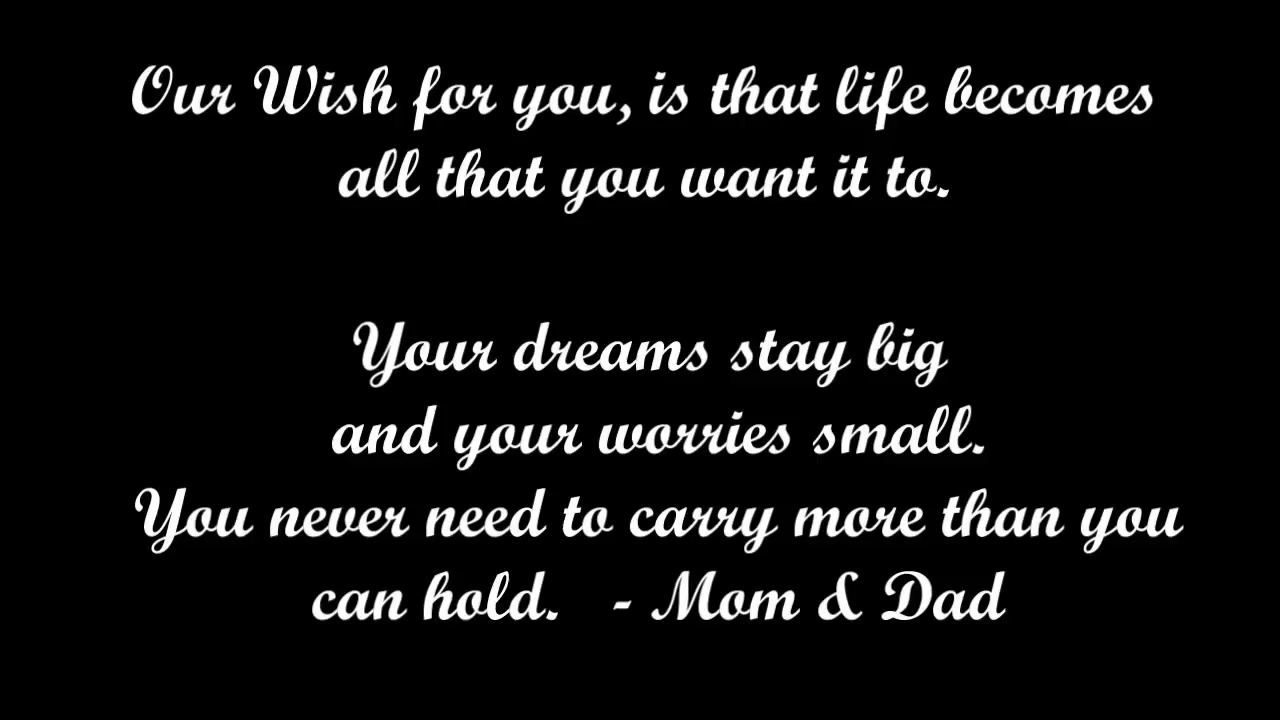 Our Wish for you, is that life becomes
all that you want it to.
Your dreams stay big
and your worries small.
You never need to carry more than you
can hold. - Mom & Dad